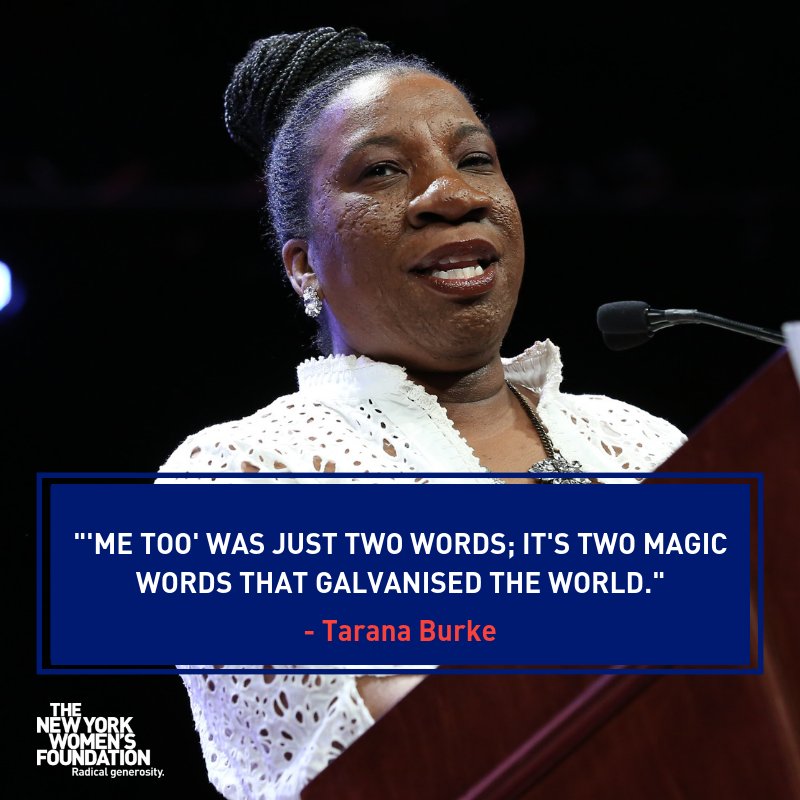 "'ME TOO' WAS JUST TWO WORDS; IT'S TWO MAGIC
WORDS THAT GALVANISED THE WORLD."
- Tarana Burke
THE
NEW YORK
WOMEN'S
FOUNDATION
Radical generosity.